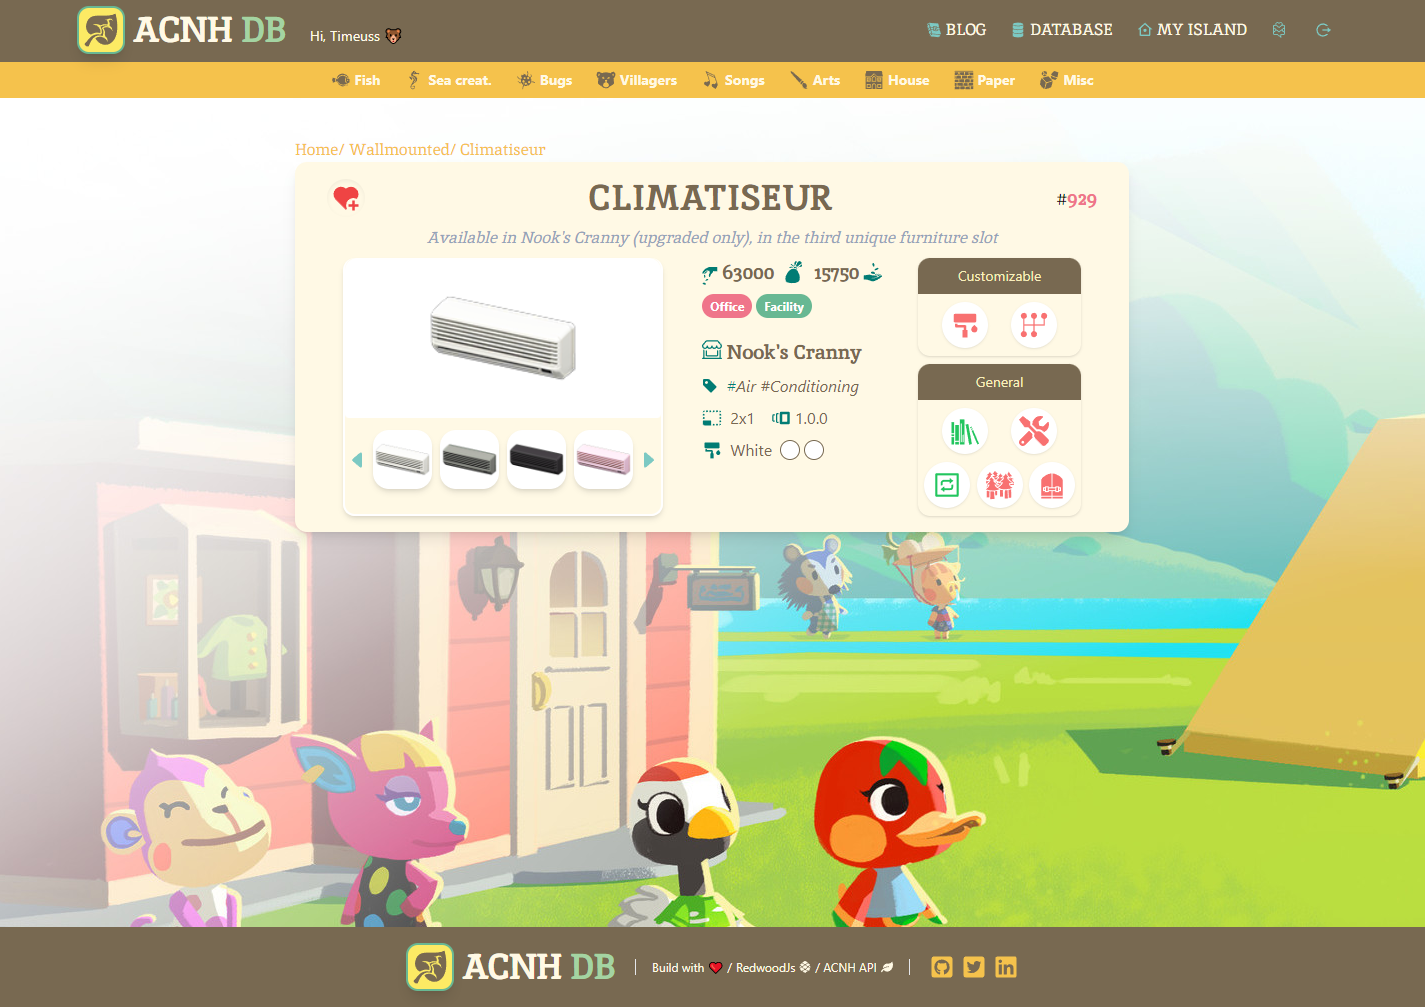 ACNH DB
Hi, Timeuss
BLOG
DATABASE
MY ISLAND
Fish
Sea creat.
Bugs
Villagers
Songs
Arts
House
Paper
Misc
Home/ Wallmounted/ Climatiseur
CLIMATISEUR
#929
Available in Nook's Cranny (upgraded only), in the third unique furniture slot
63000
15750
Office
Facility
Nook's Cranny
#Air #Conditioning
2x1
1.0.0
White
Customizable
General
ACNH DB
Build with ❤ / RedwoodJs / ACNH API